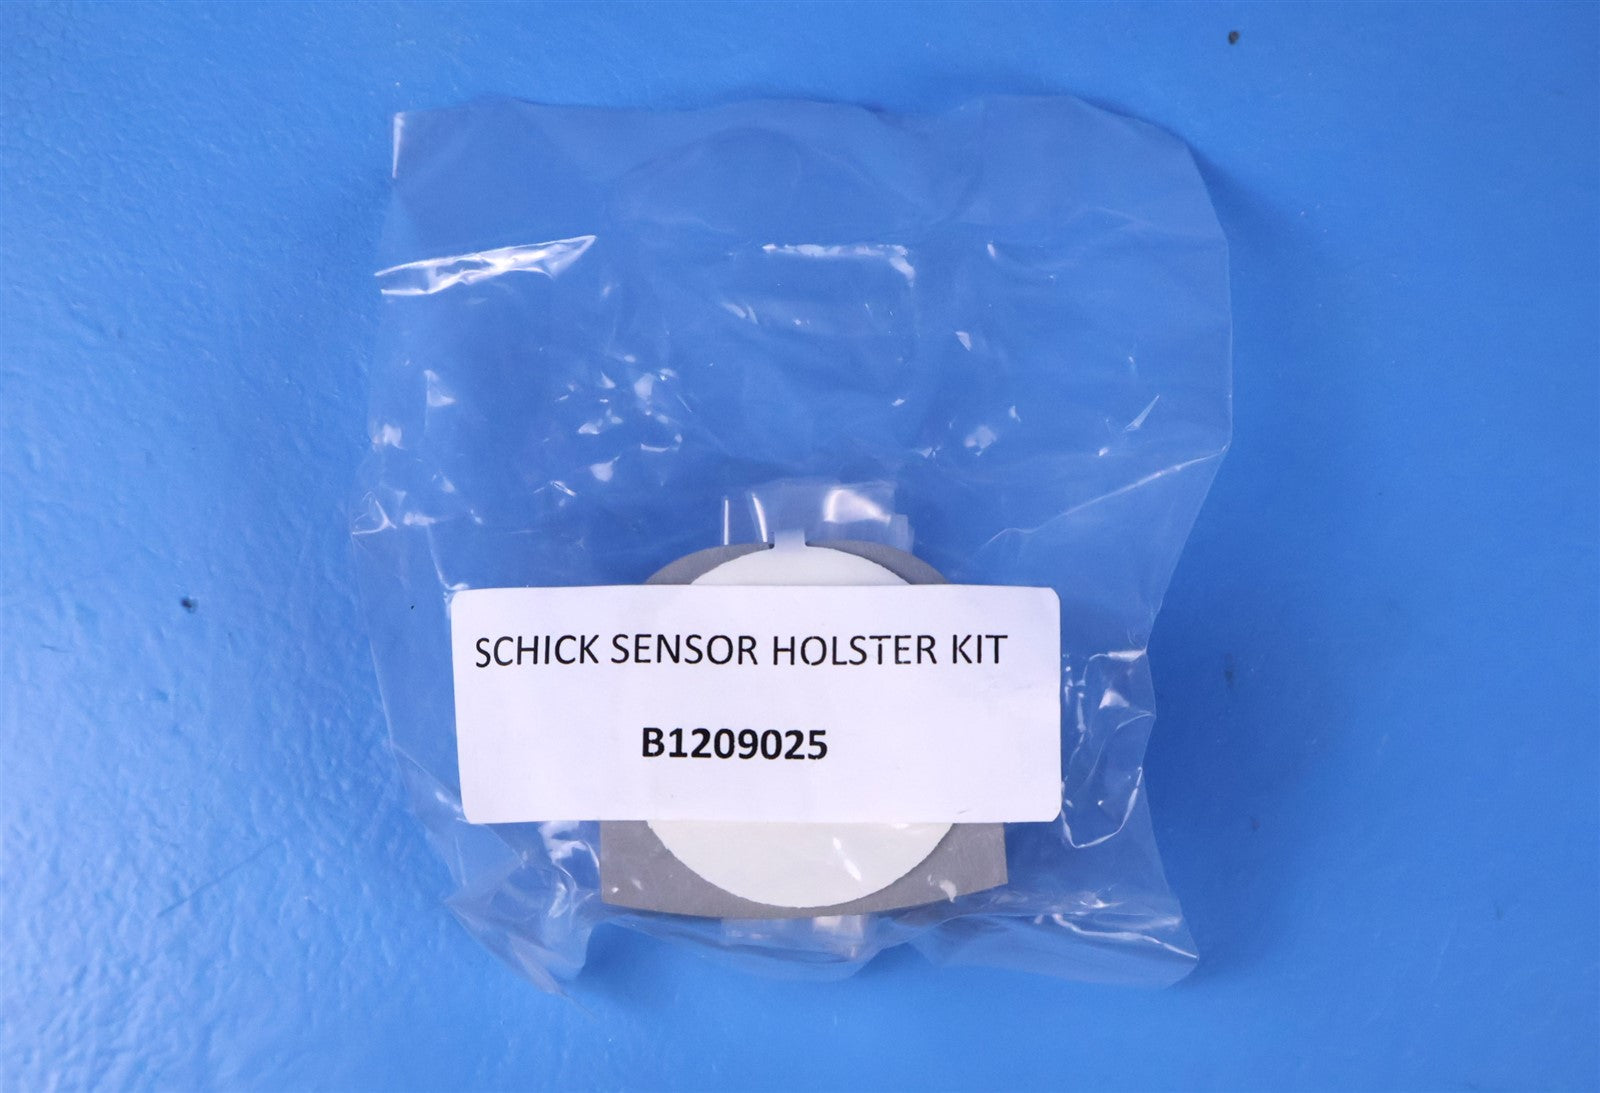 SCHICK SENSOR HOLSTER KIT
B1209025